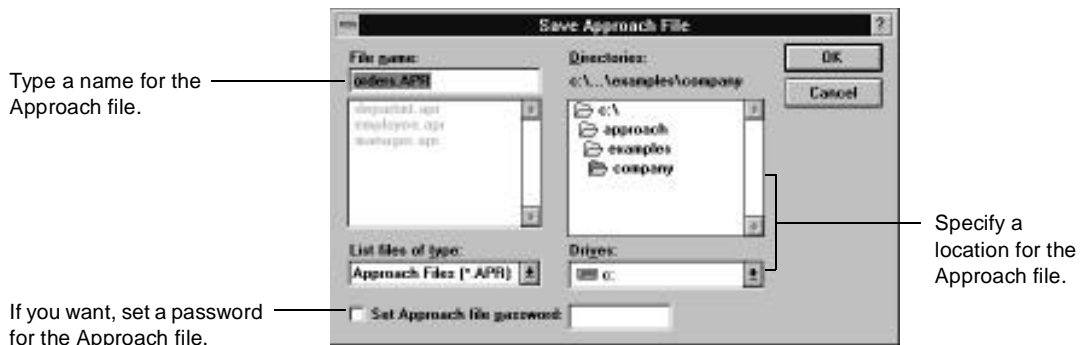 Save Approach File
?
File name:
orders.APR
departmt.apr
employee.apr
manager.apr
List files of type:
Approach Files (*.APR)
Set Approach file password:
Directories:
c:\...\examples\company
c:\
approach
examples
company
Drives:
c:
OK
Cancel
Type a name for the
Approach file.
If you want, set a password
for the Approach file.
Specify a
location for the
Approach file.